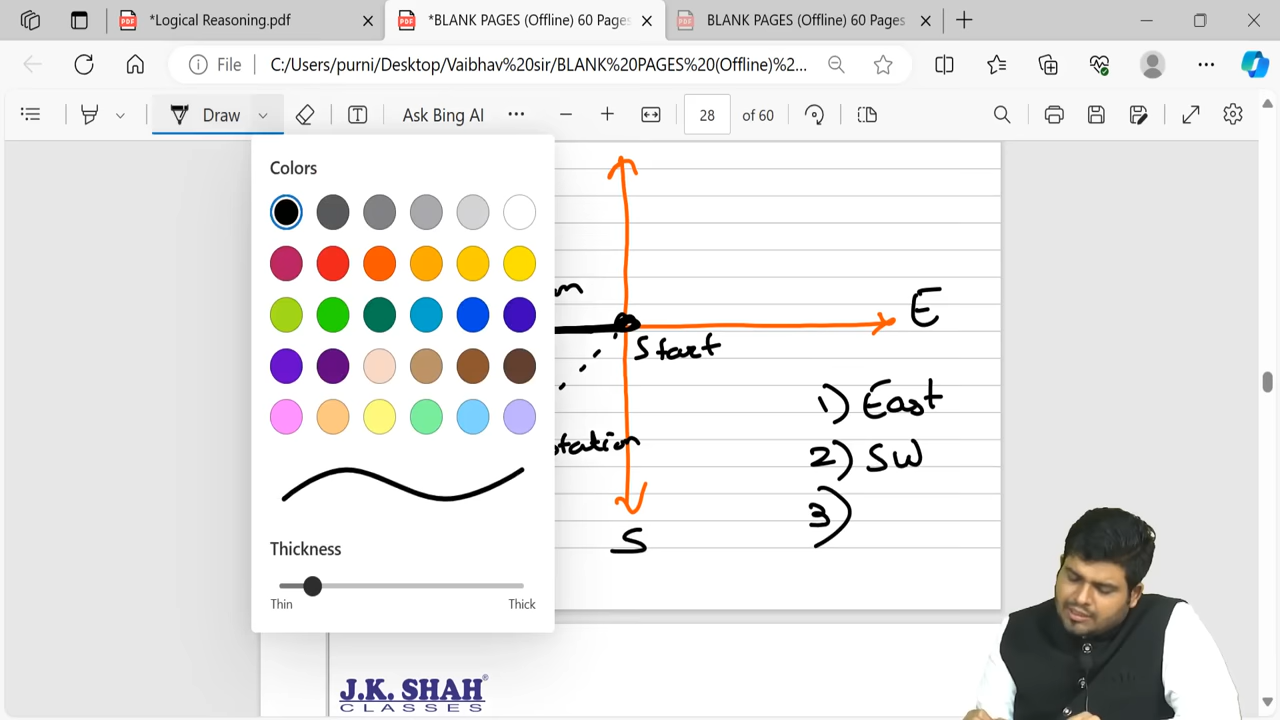 *Logical Reasoning.pdf
*BLANK PAGES (Offline) 60 Pages
BLANK PAGES (Offline) 60 Pages
File
C:/Users/purni/Desktop/Vaibhav%20sir/BLANK%20PAGES%20(Offline)%2...
Draw
Ask Bing AI
28 of 60
Colors
Thickness
Thin
Thick
E
Start
1) East
2) SW
3)
S
J.K. SHAH®
CLASSES